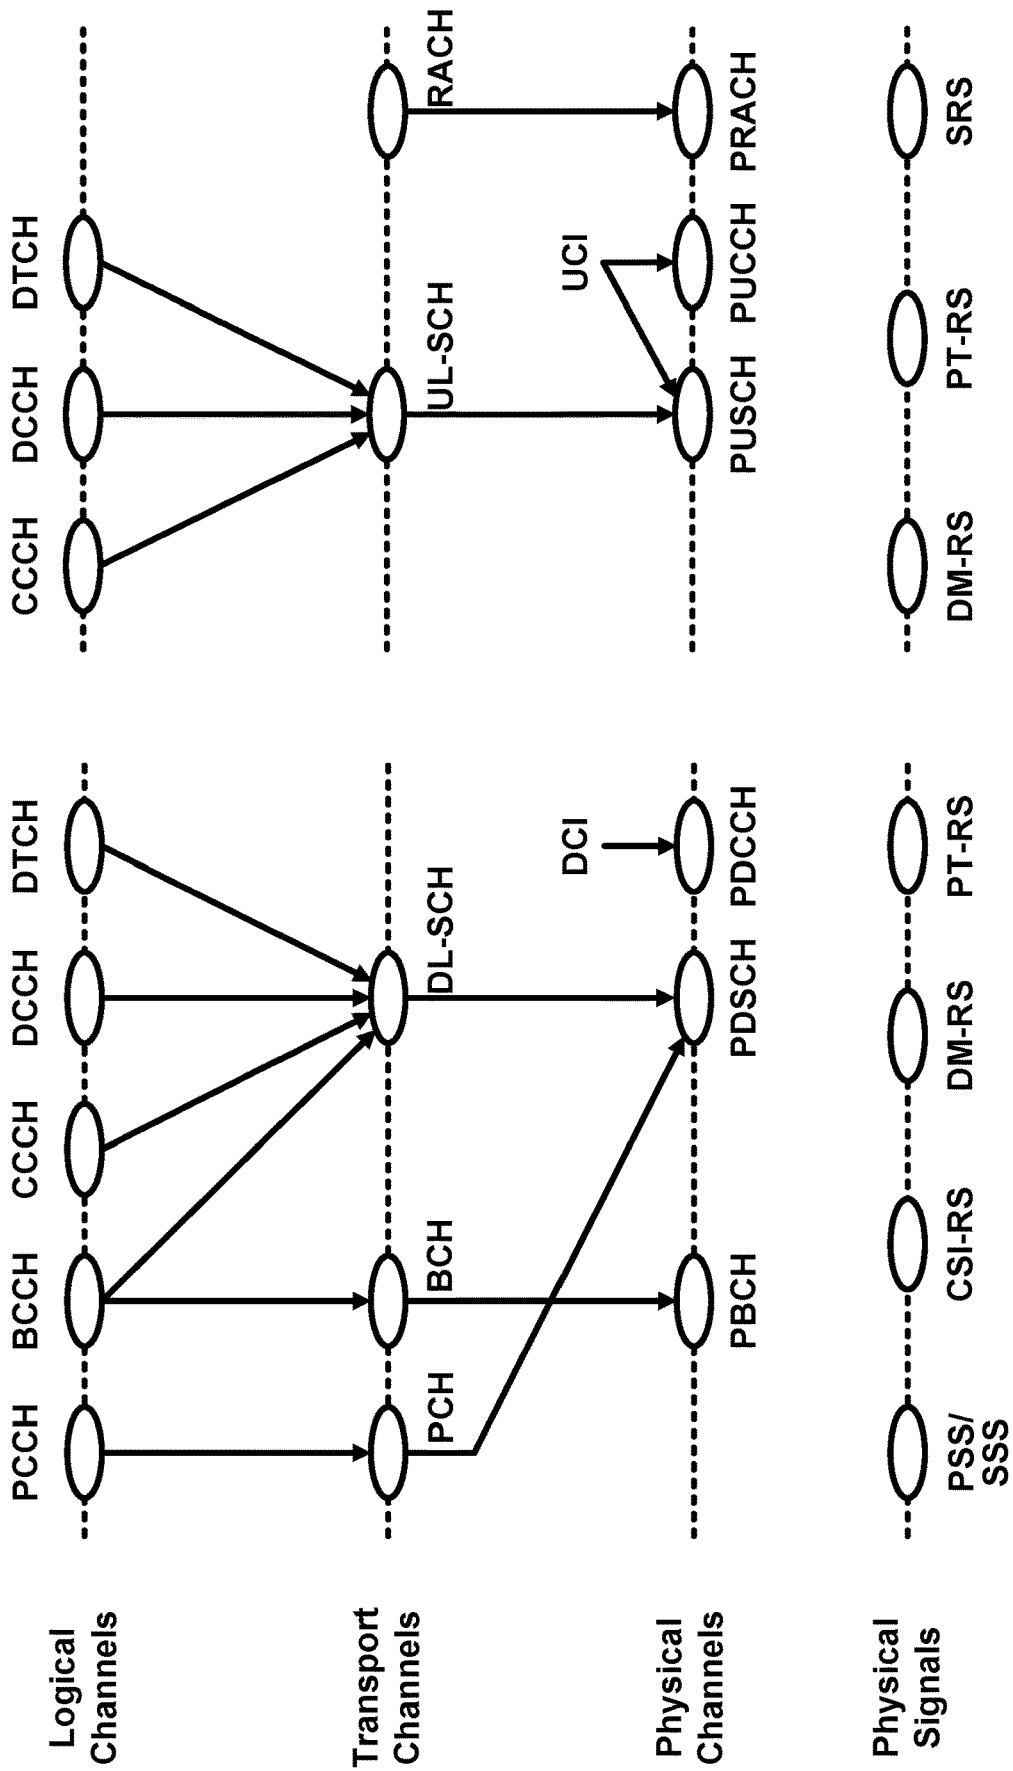 Logical
Channels
PCCH
BCCH
CCCH
DCCH
DTCH
CCCH
DCCH
DTCH
Transport
Channels
PCH
BCH
DL-SCH
UL-SCH
RACH
DCI
UCI
Physical
Channels
PBCH
PDSCH
PDCCH
PUSCH
PUCCH
PRACH
Physical
Signals
PSS/
SSS
CSI-RS
DM-RS
PT-RS
DM-RS
PT-RS
SRS